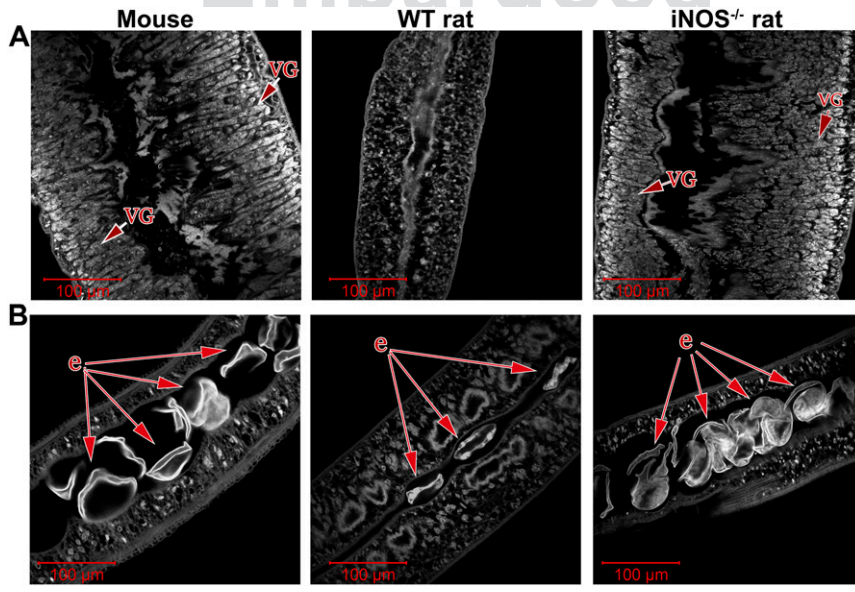 Embargoed
Mouse WT rat iNOS-/- rat
A
VG VG
VG VG
100 µm 100 µm 100 µm
B
e e e
100 µm 100 µm 100 µm